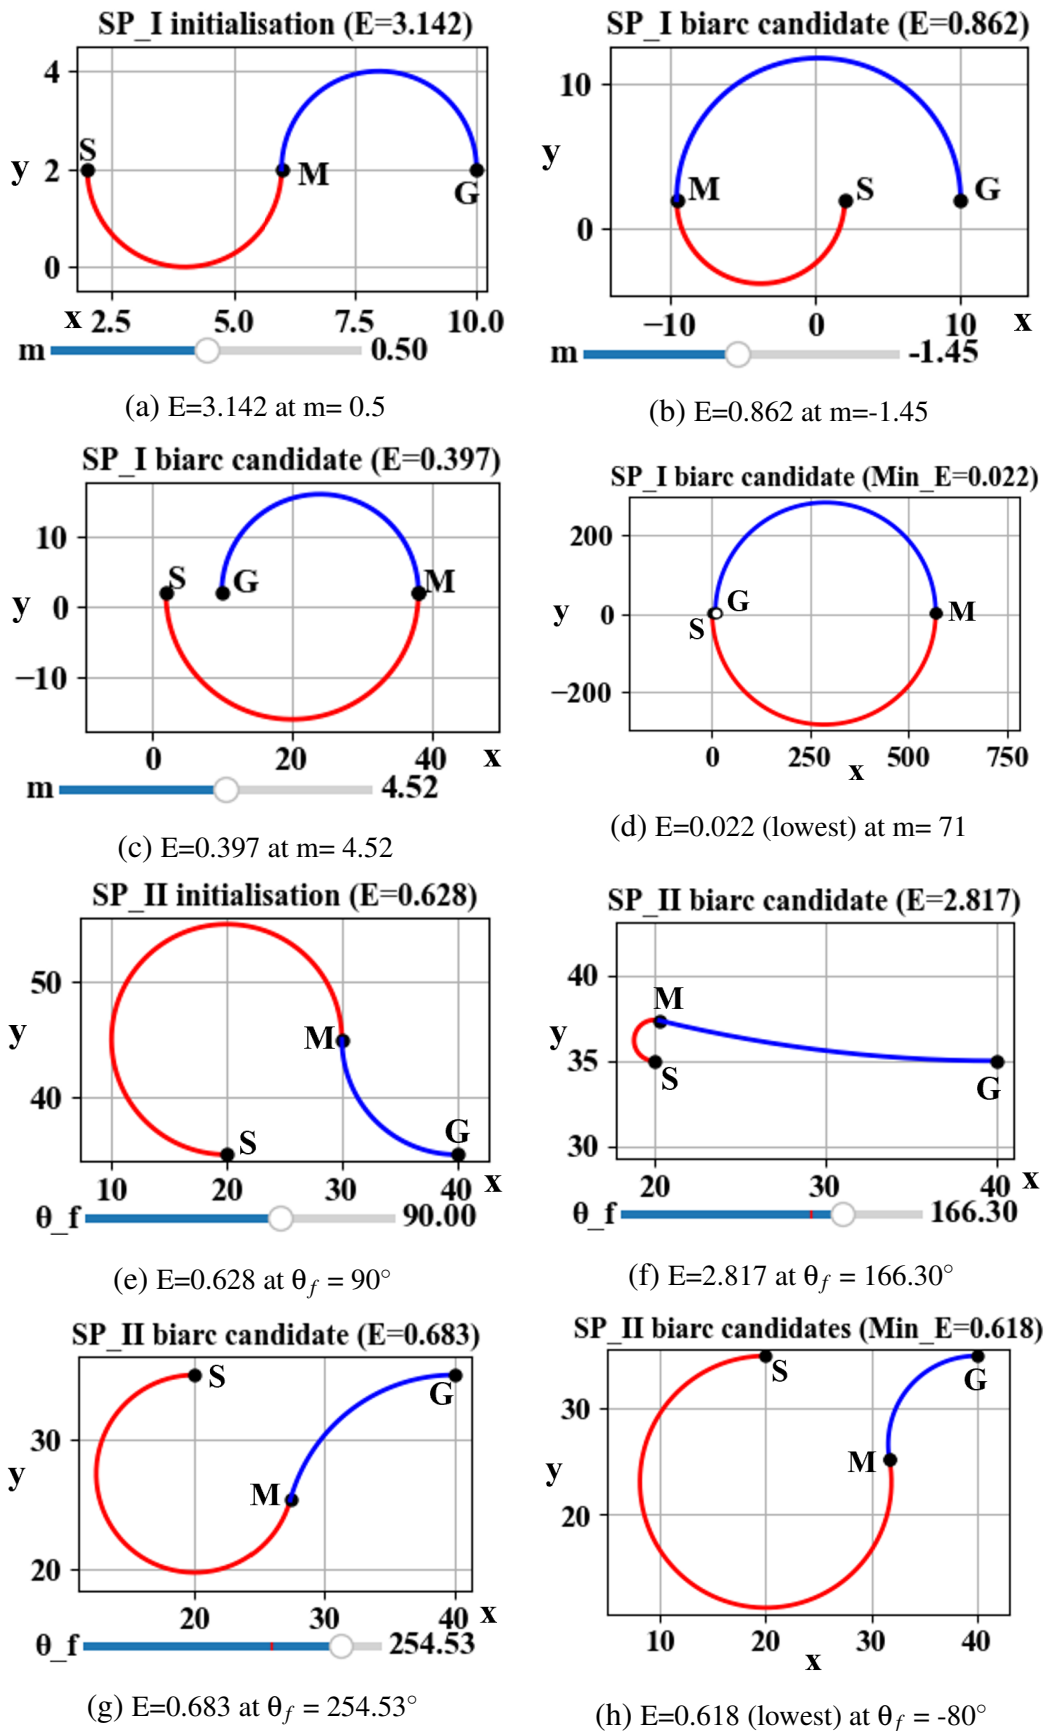 SP_I initialisation (E=3.142)
4
S
y 2
M
G
0
x 2.5 5.0 7.5 10.0
m 0.50
(a) E=3.142 at m= 0.5
SP_I biarc candidate (E=0.862)
10
y
M S G
0
−10 0 10 x
m -1.45
(b) E=0.862 at m=-1.45
SP_I biarc candidate (E=0.397)
10
S G M
y 0
−10
0 20 40 x
m 4.52
(c) E=0.397 at m= 4.52
SP_I biarc candidate (Min_E=0.022)
200
G
y 0 M
S
−200
0 250 500 750
x
(d) E=0.022 (lowest) at m= 71
SP_II initialisation (E=0.628)
50
y M
40
S G
10 20 30 40 x
θ_f 90.00
(e) E=0.628 at θf = 90°
SP_II biarc candidate (E=2.817)
40
M
y
35
S G
30
20 30 40 x
θ_f 166.30
(f) E=2.817 at θf = 166.30°
SP_II biarc candidate (E=0.683)
S
G
30
y
M
20
20 30 40 x
θ_f 254.53
(g) E=0.683 at θf = 254.53°
SP_II biarc candidates (Min_E=0.618)
S G
30
y M
20
10 20 30 40
x
(h) E=0.618 (lowest) at θf = -80°